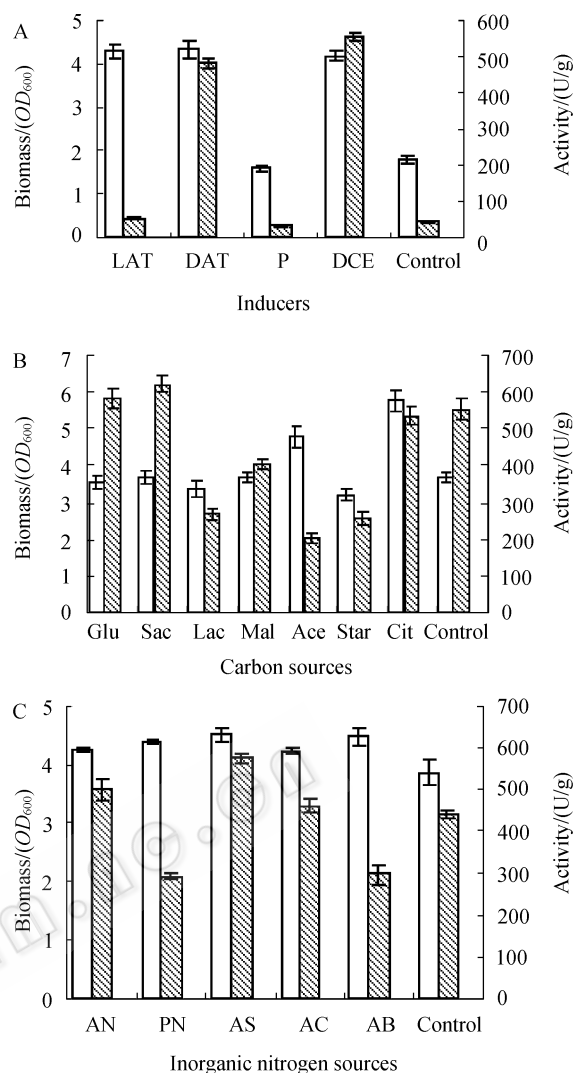 A
5
4
3
2
1
0
Biomass/(OD600)
600
500
400
300
200
100
0
Activity/(U/g)
LAT DAT P DCE Control
Inducers
B
7
6
5
4
3
2
1
0
Biomass/(OD600)
700
600
500
400
300
200
100
0
Activity/(U/g)
Glu Sac Lac Mal Ace Star Cit Control
Carbon sources
C
5
4
3
2
1
0
Biomass/(OD600)
700
600
500
400
300
200
100
0
Activity/(U/g)
AN PN AS AC AB Control
Inorganic nitrogen sources